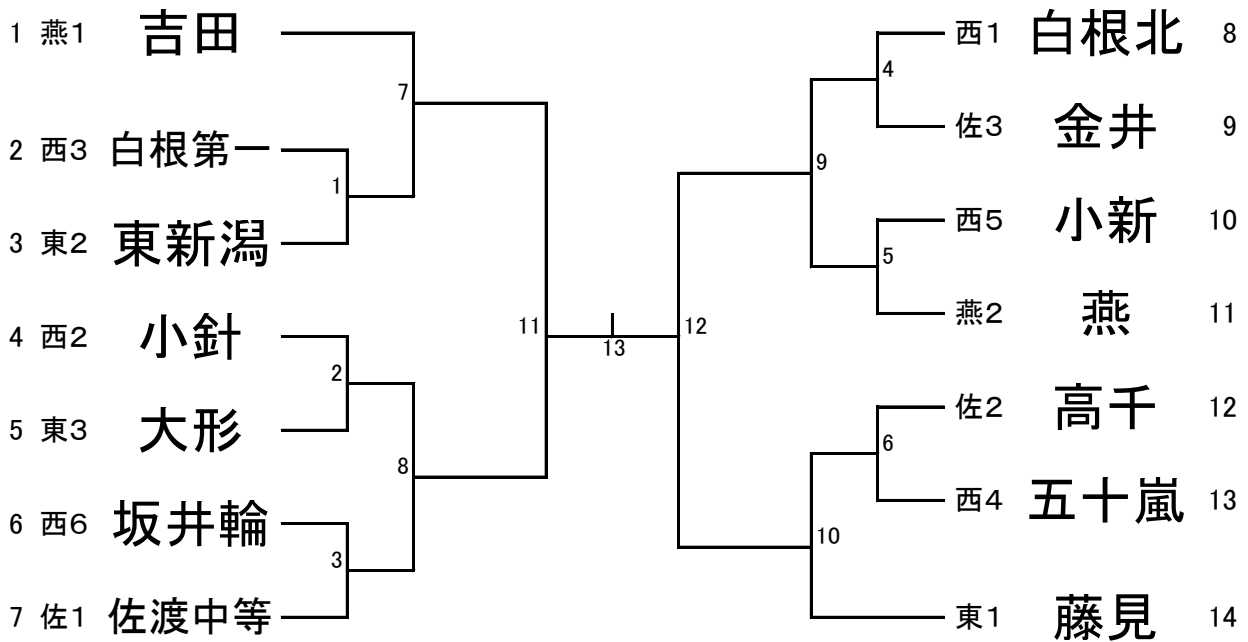 1 燕1 吉田
2 西3 白根第一
3 東2 東新潟
4 西2 小針
5 東3 大形
6 西6 坂井輪
7 佐1 佐渡中等
7
1
11
2
8
3
13
西1 白根北 8
佐3 金井 9
西5 小新 10
燕2 燕 11
佐2 高千 12
西4 五十嵐 13
東1 藤見 14
4
9
5
12
6
10